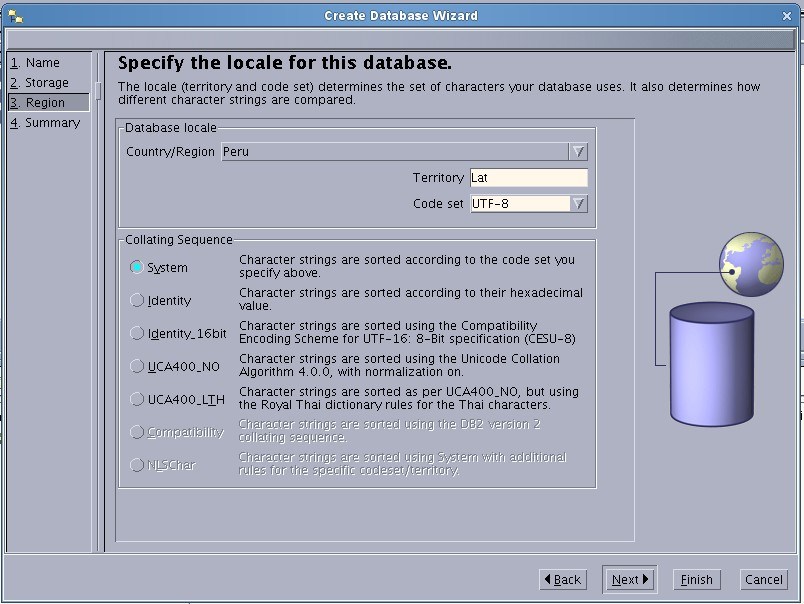 Create Database Wizard
1. Name
2. Storage
3. Region
4. Summary
Specify the locale for this database.
The locale (territory and code set) determines the set of characters your database uses. It also determines how
different character strings are compared.
Database locale
Country/Region Peru
Territory Lat
Code set UTF-8
Collating Sequence
System Character strings are sorted according to the code set you
specify above.
Identity Character strings are sorted according to their hexadecimal
value.
Identity_16bit Character strings are sorted using the Compatibility
Encoding Scheme for UTF-16: 8-Bit specification (CESU-8)
UCA400_NO Character strings are sorted using the Unicode Collation
Algorithm 4.0.0, with normalization on.
UCA400_LTH Character strings are sorted as per UCA400_NO, but using
the Royal Thai dictionary rules for the Thai characters.
Compatibility Character strings are sorted using the DB2 version 2
collating sequence.
NLSChar Character strings are sorted using System with additional
rules for the specific codeset/territory.
Back Next Finish Cancel